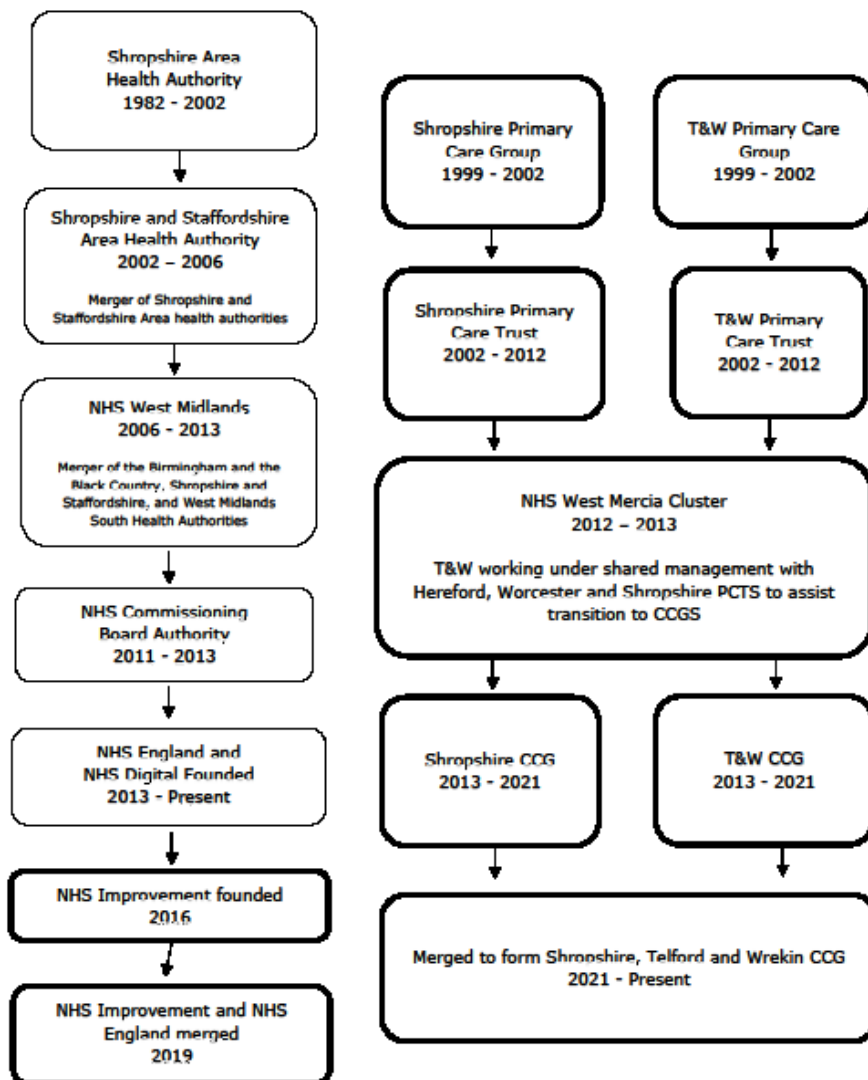 Shropshire Area
Health Authority
1982 - 2002
Shropshire and Staffordshire
Area Health Authority
2002 – 2006
Merger of Shropshire and
Staffordshire Area health authorities
NHS West Midlands
2006 - 2013
Merger of the Birmingham and the
Black Country, Shropshire and
Staffordshire, and West Midlands
South Health Authorities
NHS Commissioning
Board Authority
2011 - 2013
NHS England and
NHS Digital Founded
2013 - Present
NHS Improvement founded
2016
NHS Improvement and NHS
England merged
2019
Shropshire Primary
Care Group
1999 - 2002
T&W Primary Care
Group
1999 - 2002
Shropshire Primary
Care Trust
2002 - 2012
T&W Primary
Care Trust
2002 - 2012
NHS West Mercia Cluster
2012 – 2013
T&W working under shared management with
Hereford, Worcester and Shropshire PCTS to assist
transition to CCGS
Shropshire CCG
2013 - 2021
T&W CCG
2013 - 2021
Merged to form Shropshire, Telford and Wrekin CCG
2021 - Present